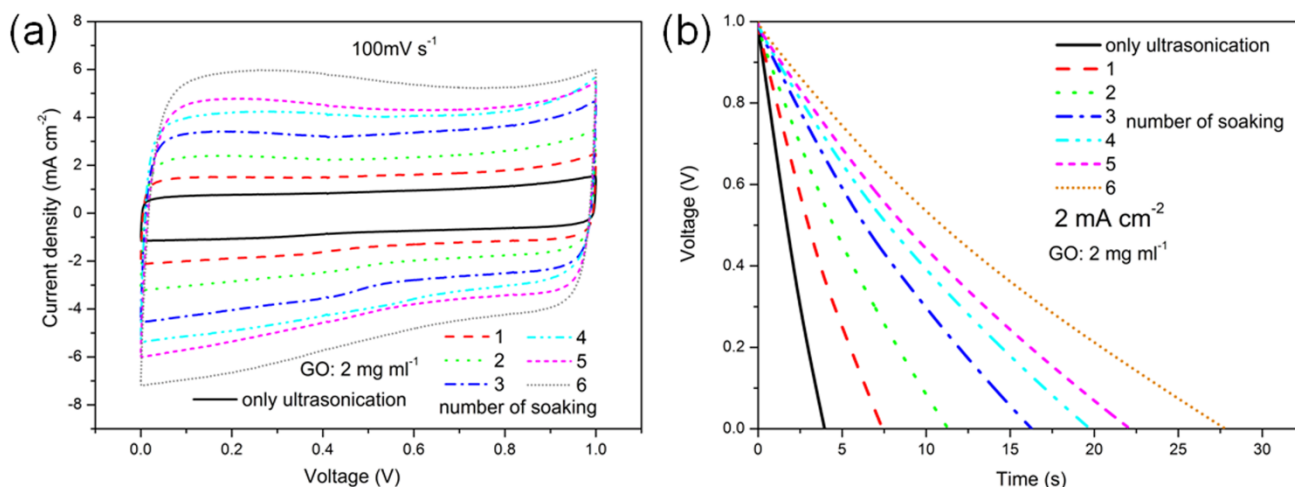 (a)
100mV s⁻¹
Current density (mA cm⁻²)
8
6
4
2
0
-2
-4
-6
-8
GO: 2 mg ml⁻¹
only ultrasonication
1
2
3
4
5
6
number of soaking
0.0
0.2
0.4
0.6
0.8
1.0
Voltage (V)
(b)
Voltage (V)
1.0
0.8
0.6
0.4
0.2
0.0
only ultrasonication
1
2
3
number of soaking
4
5
6
2 mA cm⁻²
GO: 2 mg ml⁻¹
0
5
10
15
20
25
30
Time (s)